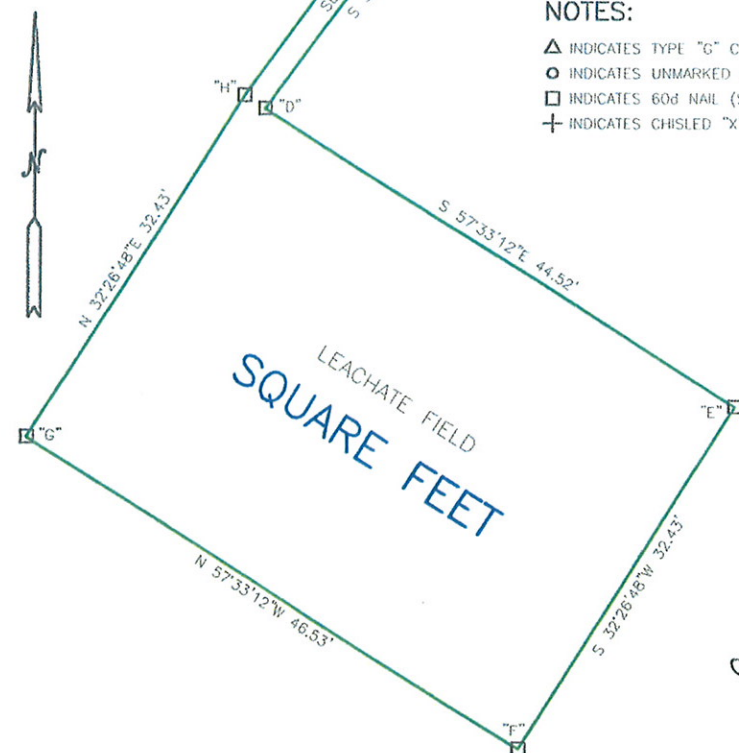 NOTES:
INDICATES TYPE "G" C
INDICATES UNMARKED
INDICATES 60d NAIL (S
INDICATES CHISLED "X
S
"H"
"D"
N
S 57°33'12"E 44.52'
N 32°26'48"E 32.43'
LEACHATE FIELD
SQUARE FEET
"E"
"G"
S 32°26'48"W 32.43'
N 57°33'12"W 46.53'
"F"